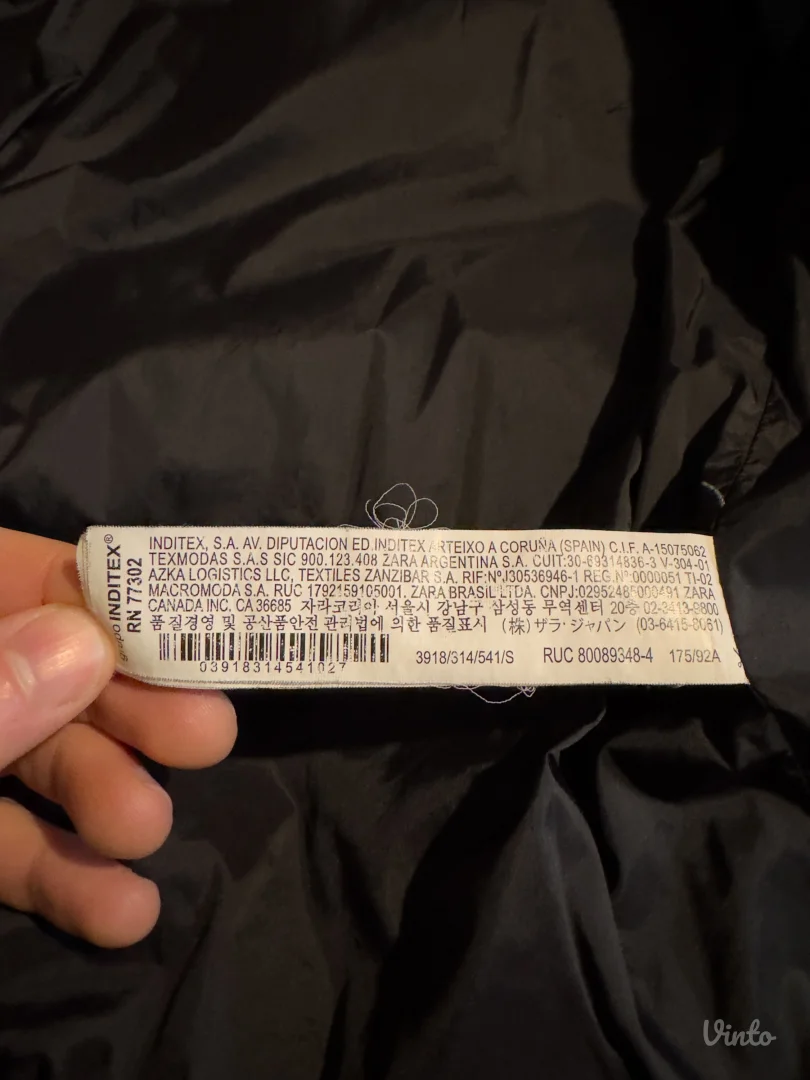 grupo INDITEX®
RN 77302
INDITEX, S.A. AV. DIPUTACION ED.INDITEX ARTEIXO A CORUÑA (SPAIN) C.I.F. A-15075062
TEXMODAS S.A.S SIC 900.123.408 ZARA ARGENTINA S.A. CUIT:30-69314836-3 V-304-01
AZKA LOGISTICS LLC, TEXTILES ZANZIBAR S.A. RIF:NºJ30536946-1 REG.Nº:0000051 TI-02
MACROMODA S.A. RUC 1792159105001. ZARA BRASIL LTDA. CNPJ:02952485000491 ZARA
CANADA INC. CA 36685 자라코리아 서울시 강남구 삼성동 무역센터 20층 02-3413-9800
품질경영 및 공산품안전 관리법에 의한 품질표시 (株) ザラ・ジャパン (03-6415-8061)
03918314541027
3918/314/541/S RUC 80089348-4 175/92A
Vinto